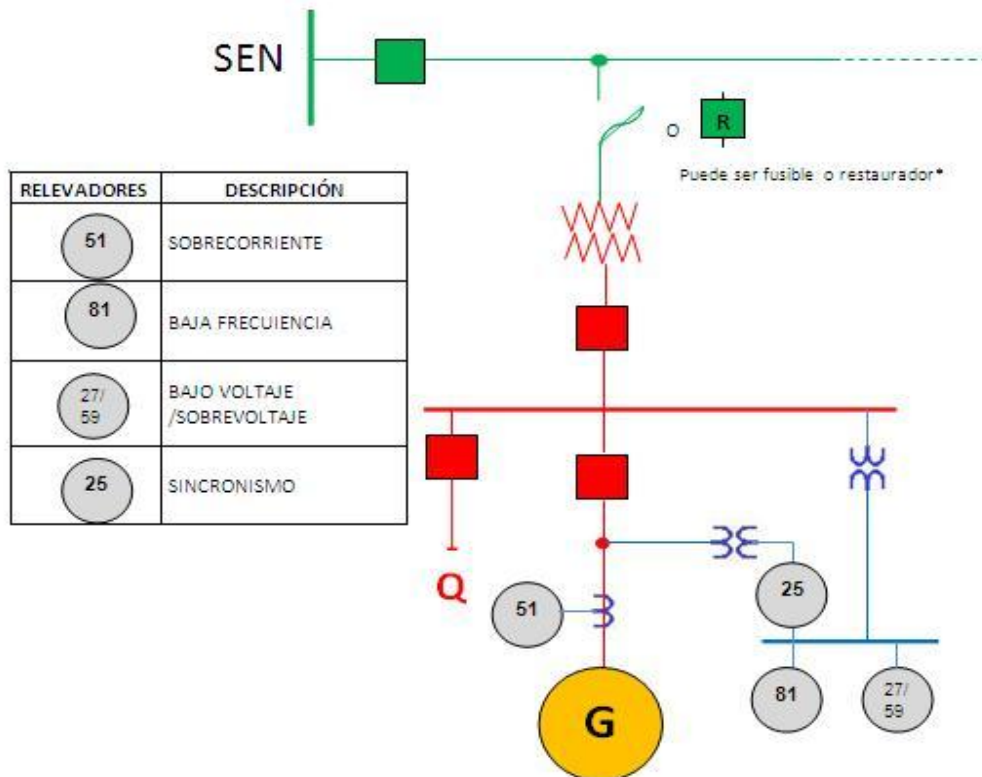 SEN
O
R
Puede ser fusible o restaurador*
RELEVADORES DESCRIPCIÓN
51 SOBRECORRIENTE
81 BAJA FRECUIENCIA
27/
59
BAJO VOLTAJE
/SOBREVOLTAJE
25 SINCRONISMO
Q
51
25
G
81
27/
59